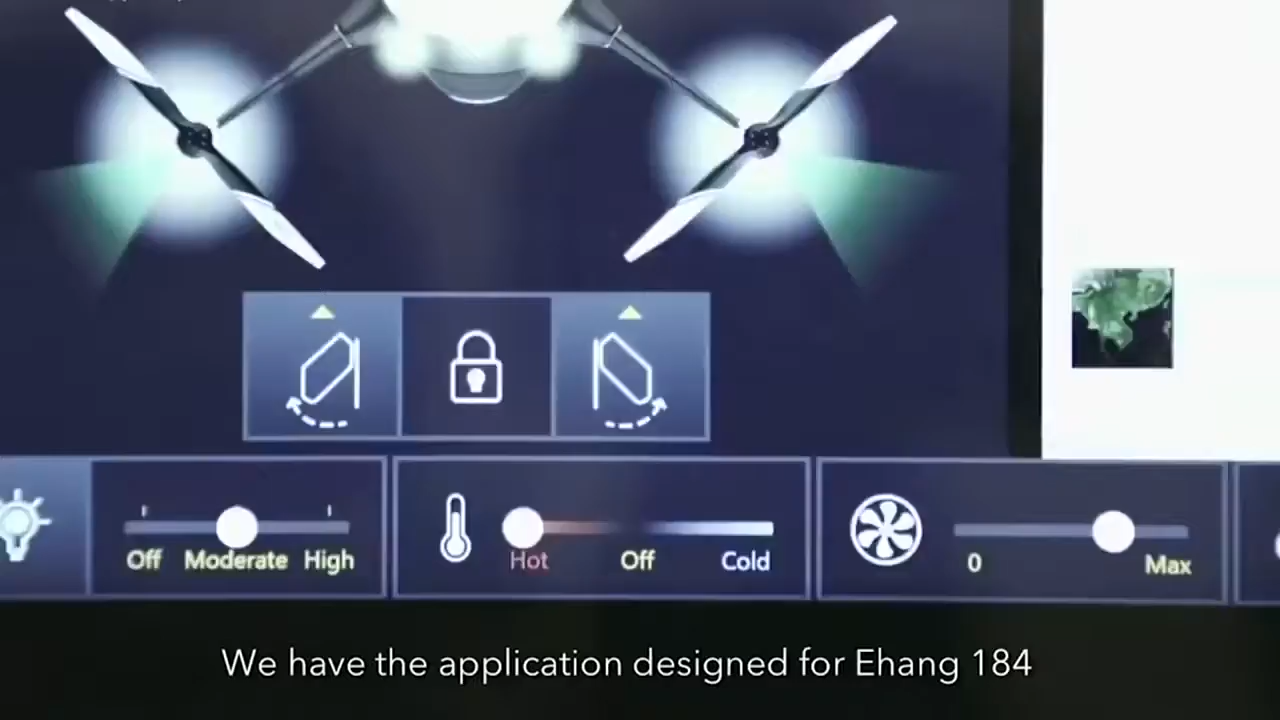 Off Moderate High
Hot Off Cold
0 Max
We have the application designed for Ehang 184